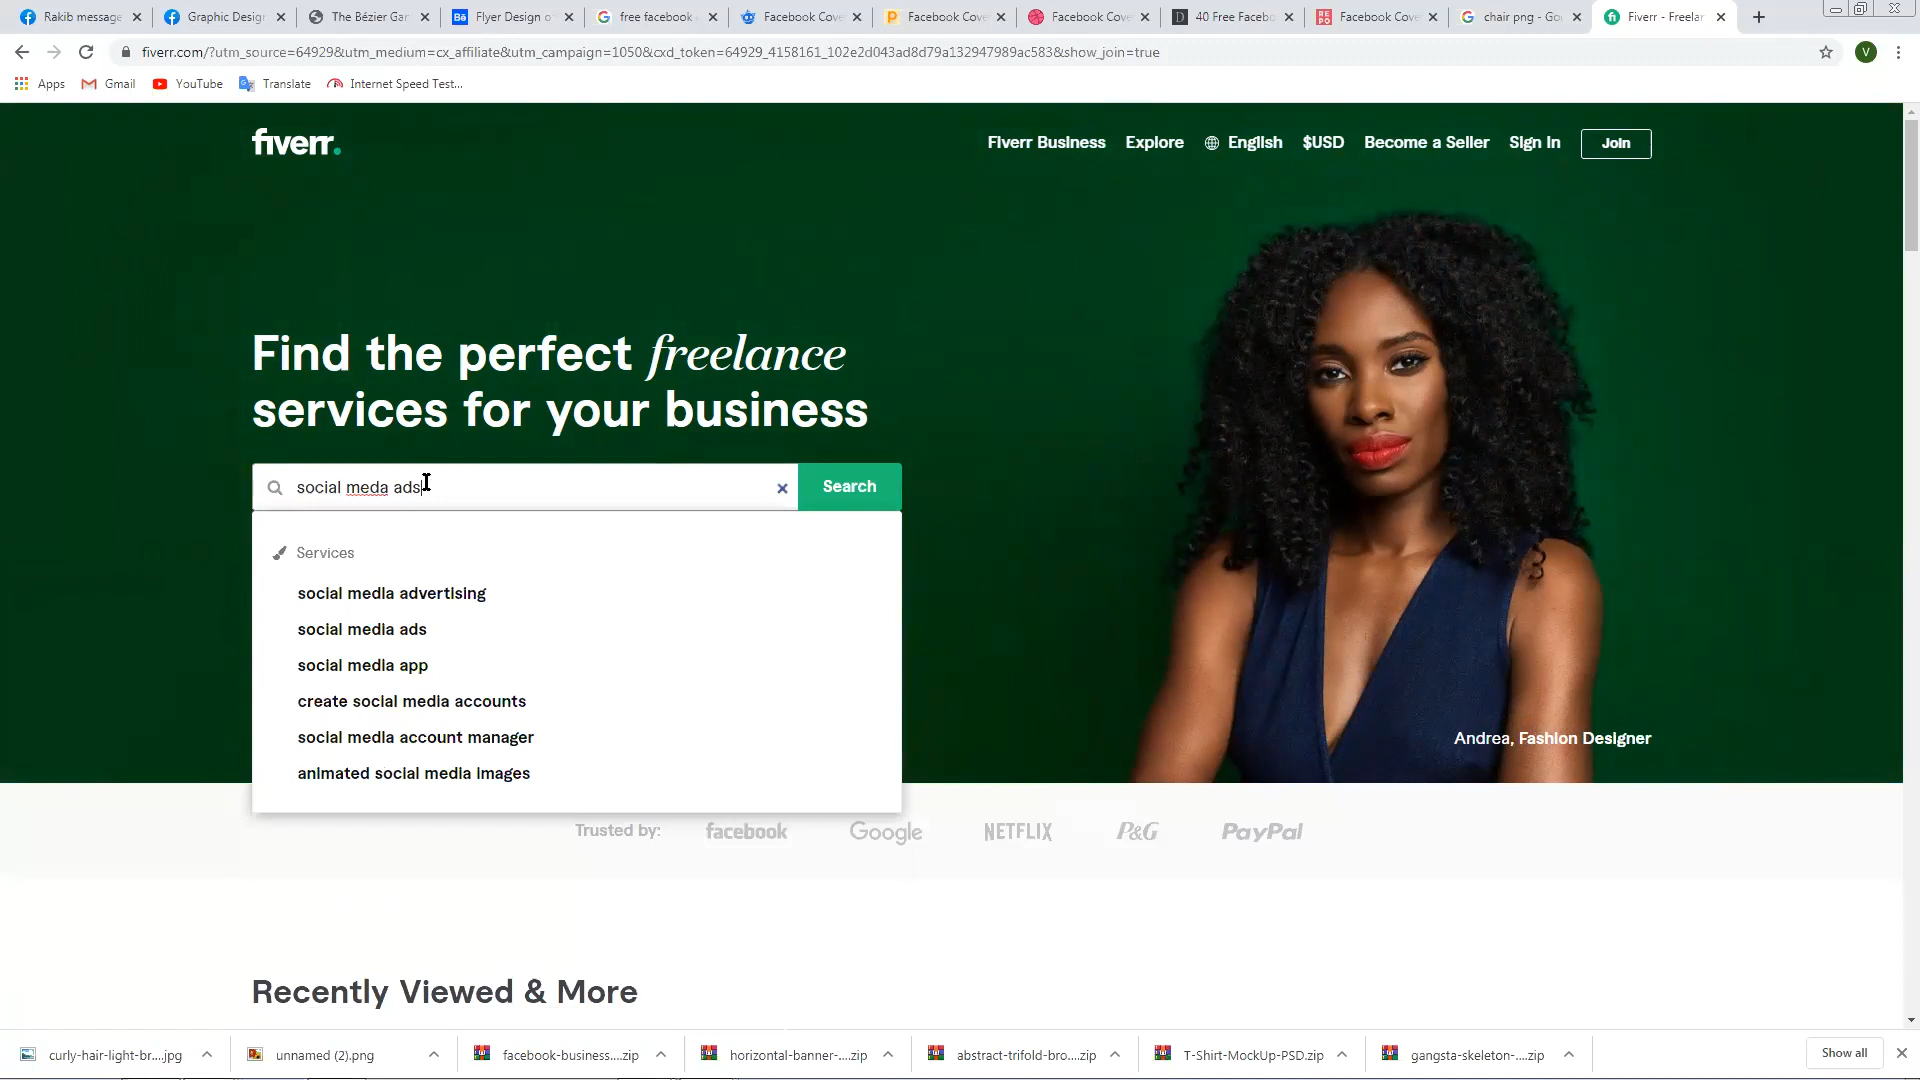 Rakib message
Graphic Desig
The Bézier Gar
Flyer Design o
free facebook
Facebook Cov
Facebook Cov
Facebook Cov
40 Free Facebo
Facebook Cov
chair png - Go
Fiverr - Freelar
fiverr.com/?utm_source=64929&utm_medium=cx_affiliate&utm_campaign=1050&cxd_token=64929_4158161_102e2d043ad8d79a132947989ac583&show_join=true
V
Apps
Gmail
YouTube
Translate
Internet Speed Test...
fiverr.
Fiverr Business
Explore
English
$USD
Become a Seller
Sign In
Join
Find the perfect freelance
services for your business
social meda ads
Search
Services
social media advertising
social media ads
social media app
create social media accounts
social media account manager
animated social media images
Andrea, Fashion Designer
Trusted by:
facebook
Google
NETFLIX
P&G
PayPal
Recently Viewed & More
curly-hair-light-br....jpg
unnamed (2).png
facebook-business....zip
horizontal-banner-....zip
abstract-trifold-bro....zip
T-Shirt-MockUp-PSD.zip
gangsta-skeleton-....zip
Show all